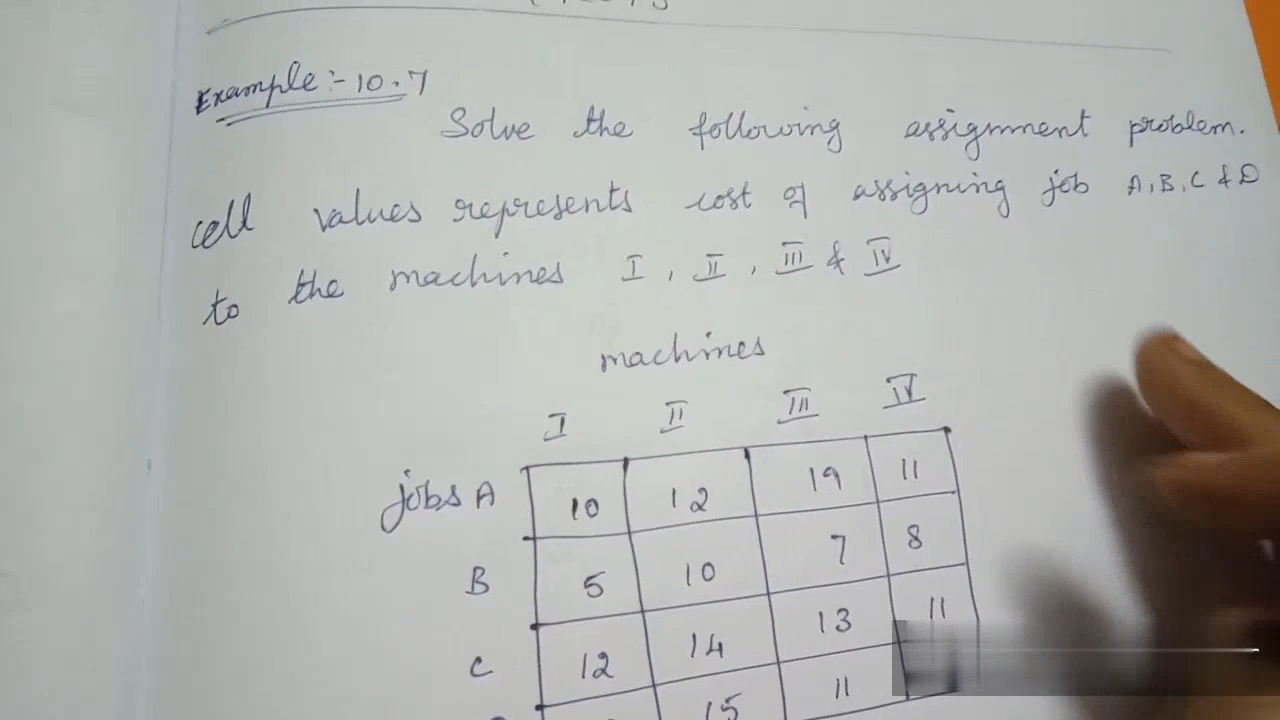 Example:- 10.7
Solve the following assignment problem.
cell values represents cost of assigning job A, B, C & D
to the machines I, II, III & IV
machines
I II III IV
jobs A 10 12 19 11
B 5 10 7 8
C 12 14 13 11
15 11